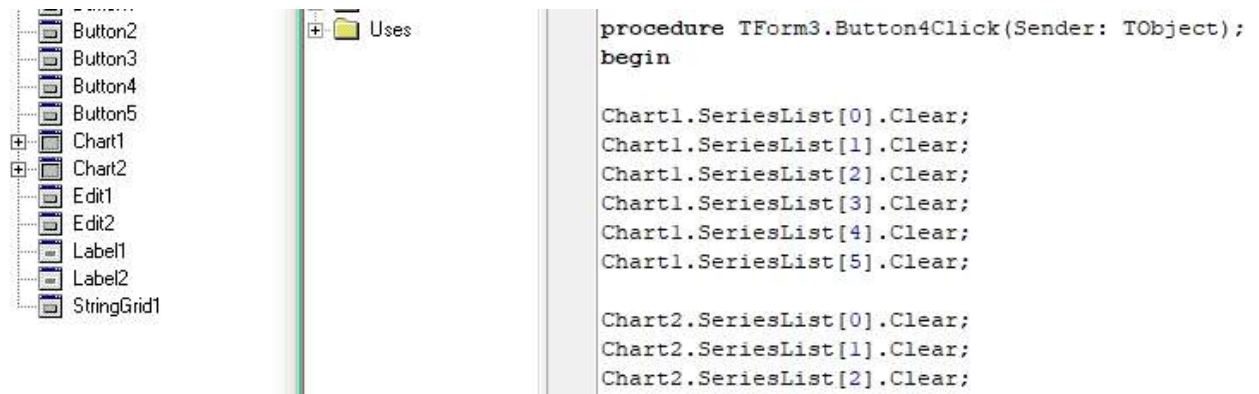 Button2
Button3
Button4
Button5
Chart1
Chart2
Edit1
Edit2
Label1
Label2
StringGrid1
Uses
procedure TForm3.Button4Click(Sender: TObject);
begin
Chart1.SeriesList[0].Clear;
Chart1.SeriesList[1].Clear;
Chart1.SeriesList[2].Clear;
Chart1.SeriesList[3].Clear;
Chart1.SeriesList[4].Clear;
Chart1.SeriesList[5].Clear;
Chart2.SeriesList[0].Clear;
Chart2.SeriesList[1].Clear;
Chart2.SeriesList[2].Clear;